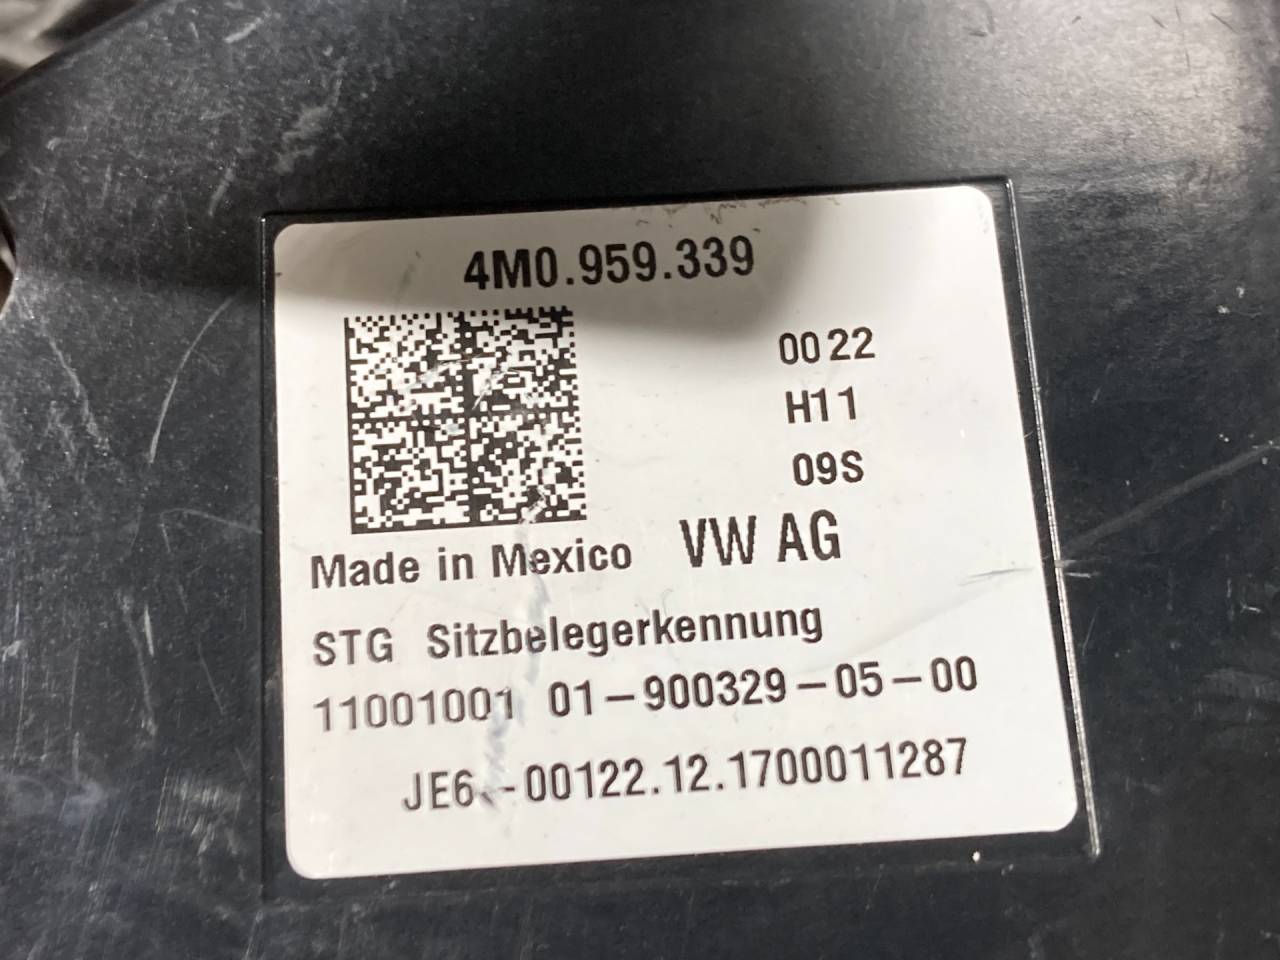 4M0.959.339
0022
H11
09S
Made in Mexico VW AG
STG Sitzbelegerkennung
11001001 01-900329-05-00
JE6 -00122.12.1700011287